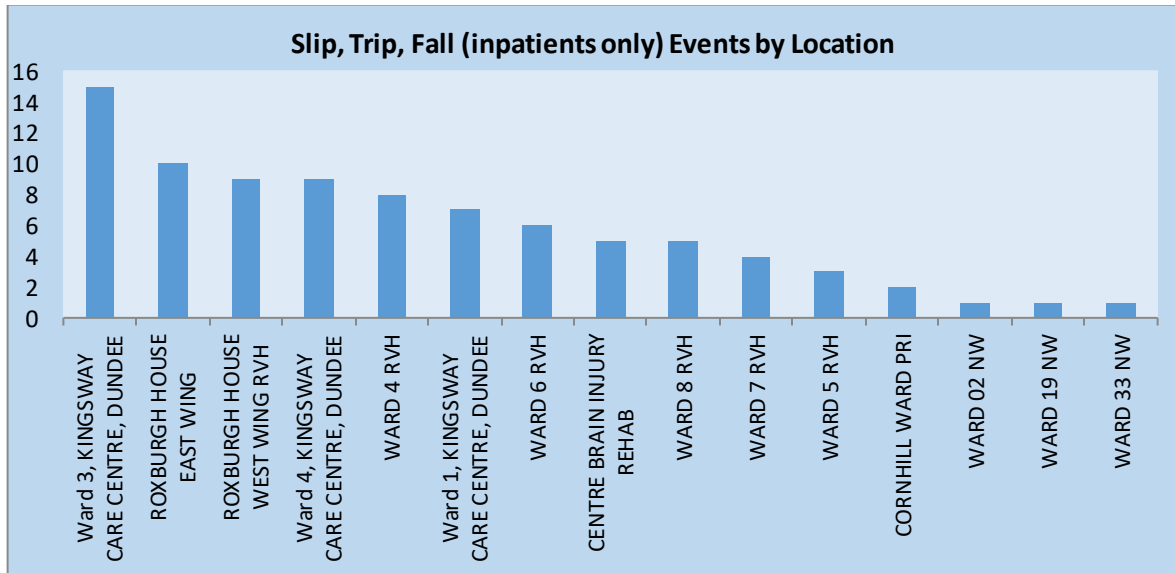 Slip, Trip, Fall (inpatients only) Events by Location
16
14
12
10
8
6
4
2
0
Ward 3, KINGSWAY
CARE CENTRE, DUNDEE
ROXBURGH HOUSE
EAST WING
ROXBURGH HOUSE
WEST WING RVH
Ward 4, KINGSWAY
CARE CENTRE, DUNDEE
WARD 4 RVH
Ward 1, KINGSWAY
CARE CENTRE, DUNDEE
WARD 6 RVH
CENTRE BRAIN INJURY
REHAB
WARD 8 RVH
WARD 7 RVH
WARD 5 RVH
CORNHILL WARD PRI
WARD 02 NW
WARD 19 NW
WARD 33 NW